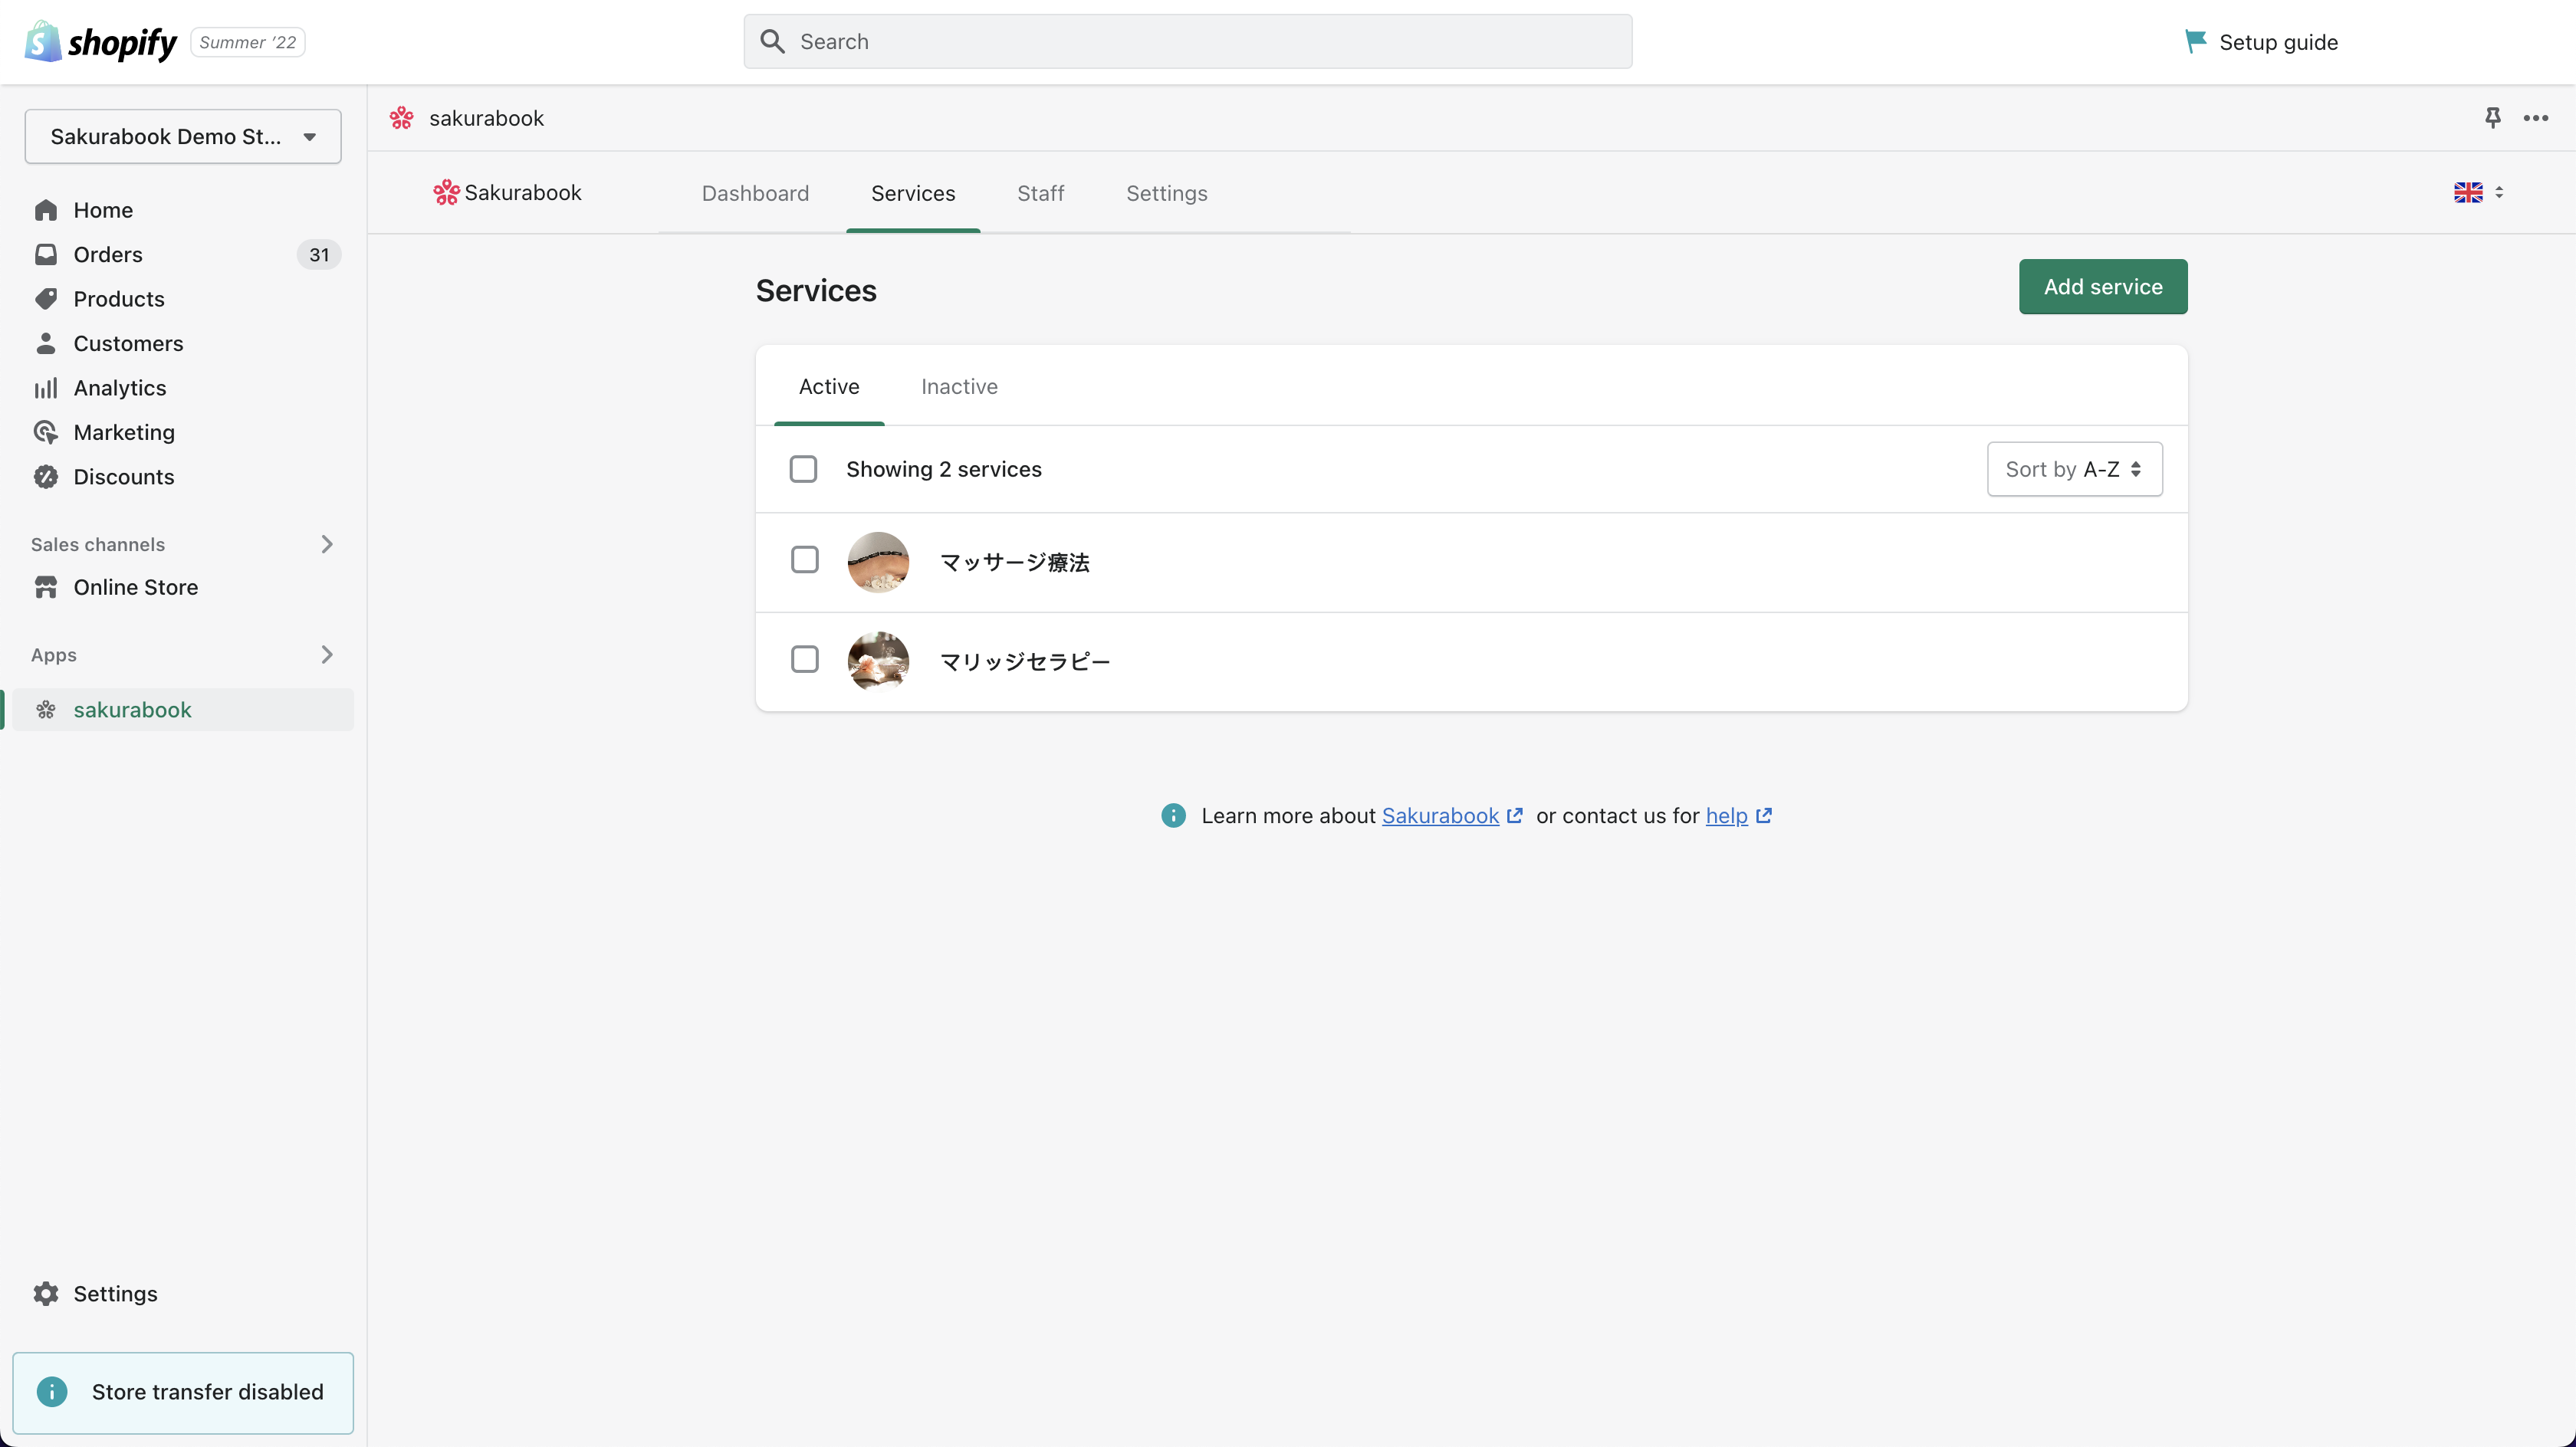 shopify Summer '22
Search
Setup guide
Sakurabook Demo St...
Home
Orders 31
Products
Customers
Analytics
Marketing
Discounts
Sales channels
Online Store
Apps
sakurabook
Settings
Store transfer disabled
sakurabook
Sakurabook Dashboard Services Staff Settings
Services
Add service
Active Inactive
Showing 2 services
Sort by A-Z
マッサージ療法
マリッジセラピー
Learn more about Sakurabook or contact us for help